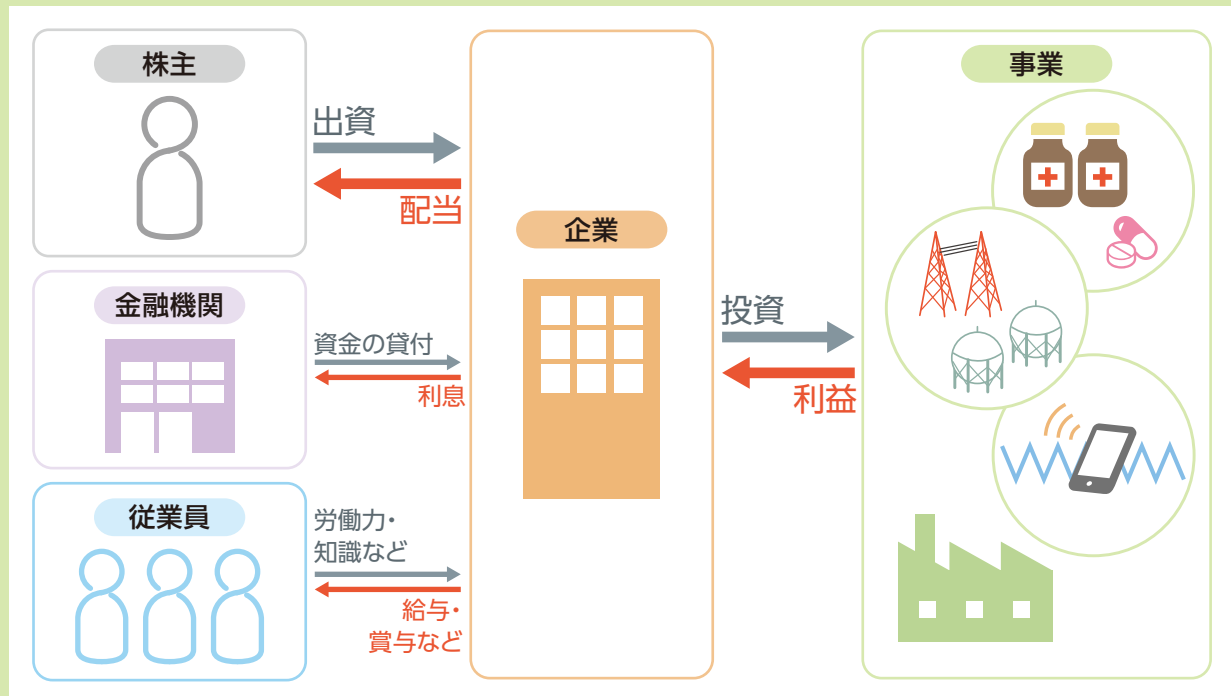 株主
出資
配当
金融機関
資金の貸付
利息
従業員
労働力・
知識など
給与・
賞与など
企業
投資
利益
事業